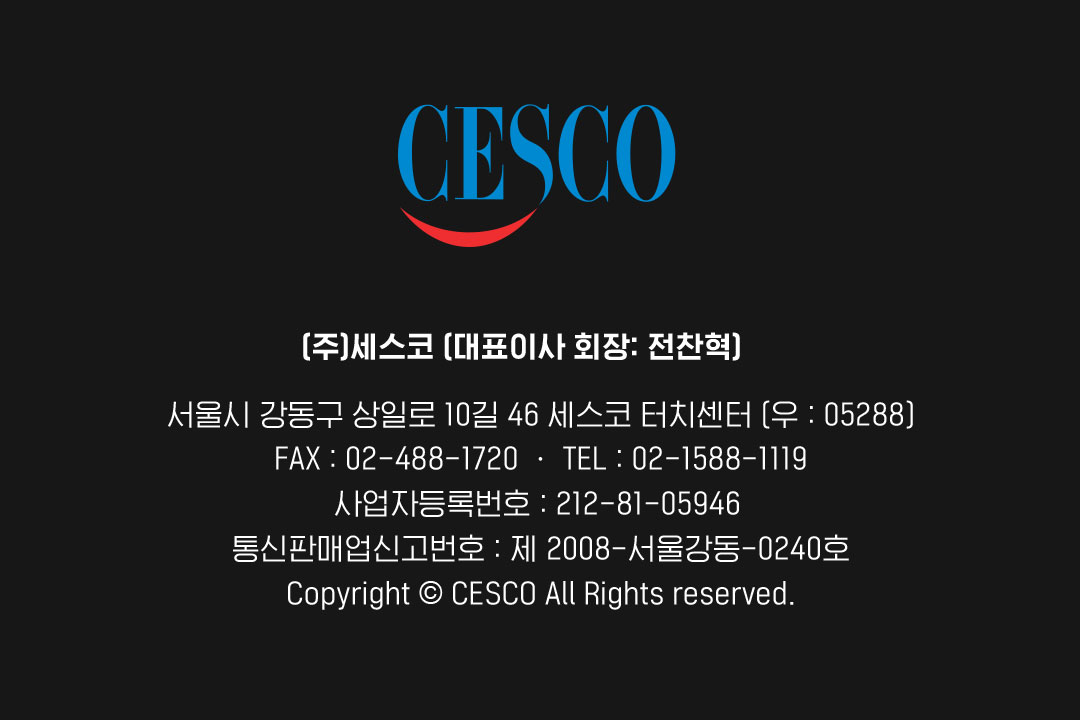 CESCO
(주)세스코 (대표이사 회장: 전찬혁)
서울시 강동구 상일로 10길 46 세스코 터치센터 (우 : 05288)
FAX : 02-488-1720 · TEL : 02-1588-1119
사업자등록번호 : 212-81-05946
통신판매업신고번호 : 제 2008-서울강동-0240호
Copyright © CESCO All Rights reserved.